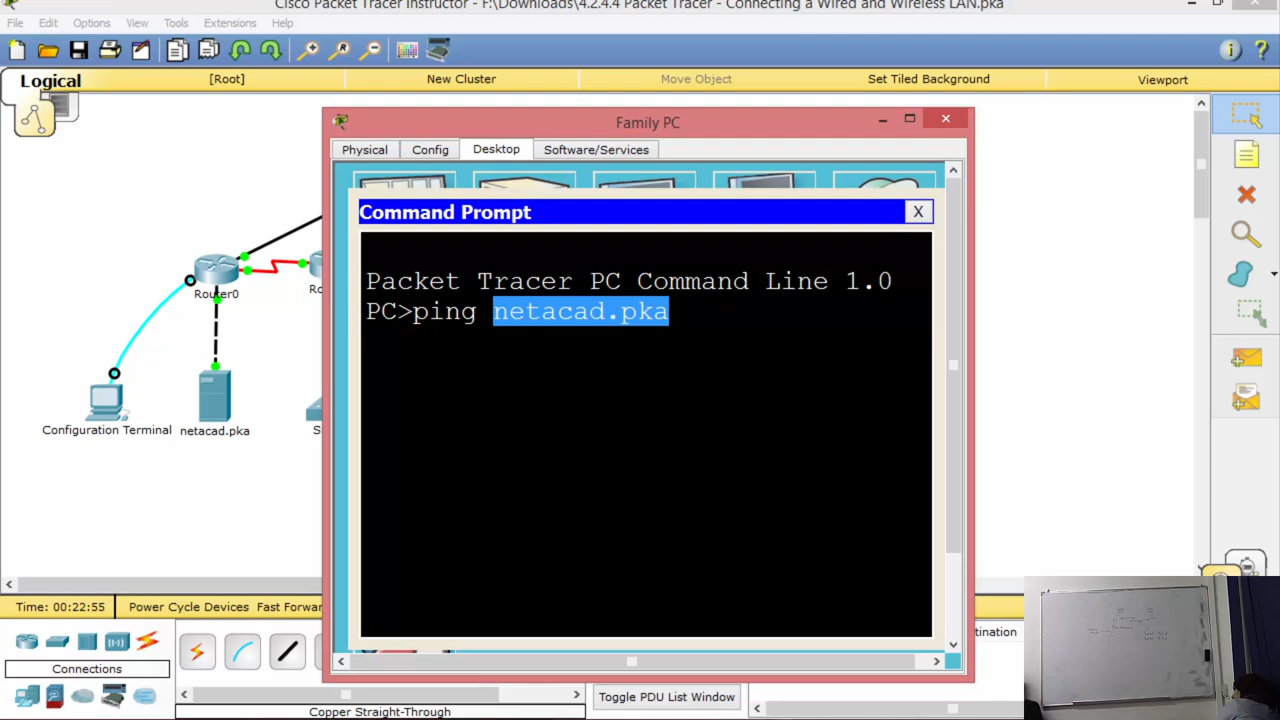 Cisco Packet Tracer Instructor - F:\Downloads\4.2.4.4 Packet Tracer - Connecting a Wired and Wireless LAN.pka
File Edit Options View Tools Extensions Help
Logical [Root] New Cluster Move Object Set Tiled Background Viewport
Family PC
Physical Config Desktop Software/Services
Command Prompt X
Packet Tracer PC Command Line 1.0
PC>ping netacad.pka
Router0
Configuration Terminal netacad.pka
Time: 00:22:55 Power Cycle Devices Fast Forwar
Connections
Toggle PDU List Window
Copper Straight-Through